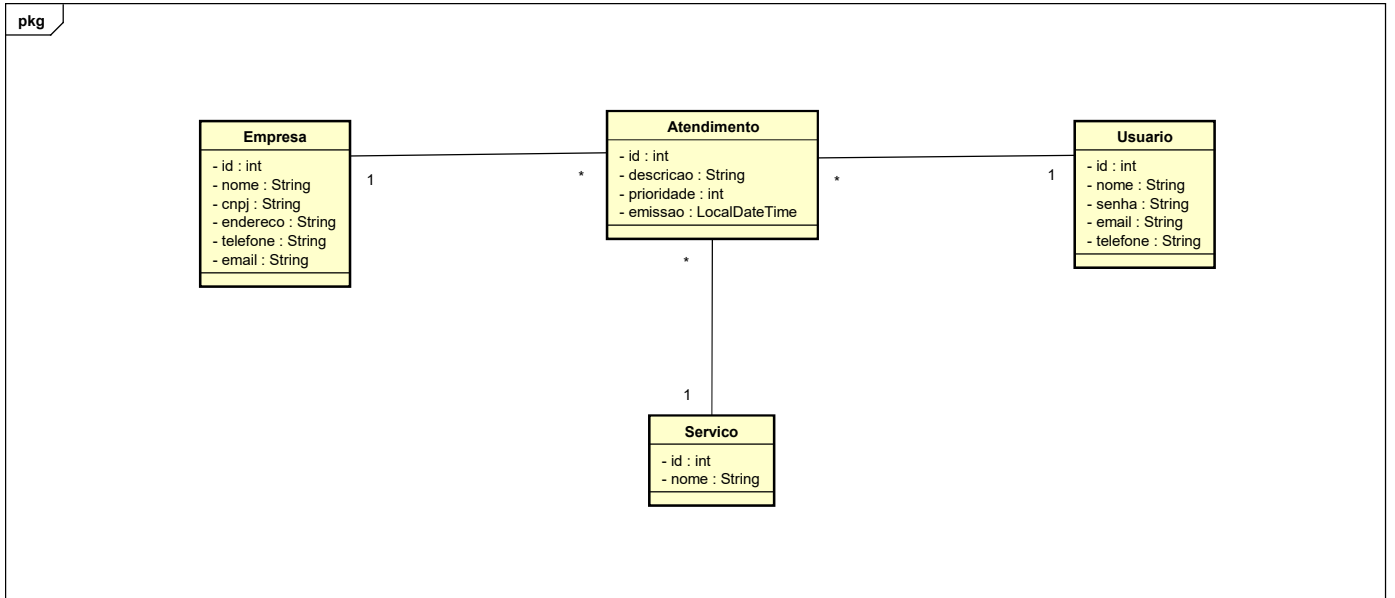 pkg
Empresa
- id : int
- nome : String
- cnpj : String
- endereco : String
- telefone : String
- email : String
1
*
Atendimento
- id : int
- descricao : String
- prioridade : int
- emissao : LocalDateTime
*
1
Usuario
- id : int
- nome : String
- senha : String
- email : String
- telefone : String
*
1
Servico
- id : int
- nome : String